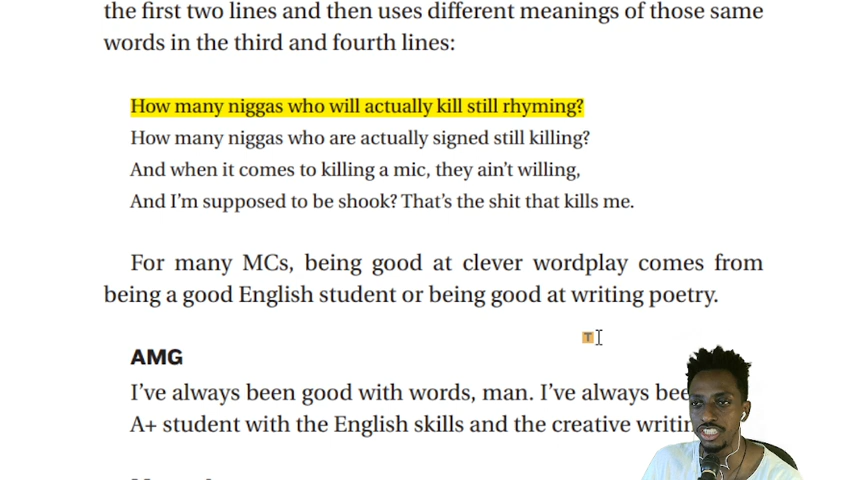 the first two lines and then uses different meanings of those same
words in the third and fourth lines:
How many niggas who will actually kill still rhyming?
How many niggas who are actually signed still killing?
And when it comes to killing a mic, they ain't willing,
And I'm supposed to be shook? That's the shit that kills me.
For many MCs, being good at clever wordplay comes from
being a good English student or being good at writing poetry.
AMG
I've always been good with words, man. I've always
A+ student with the English skills and the creative